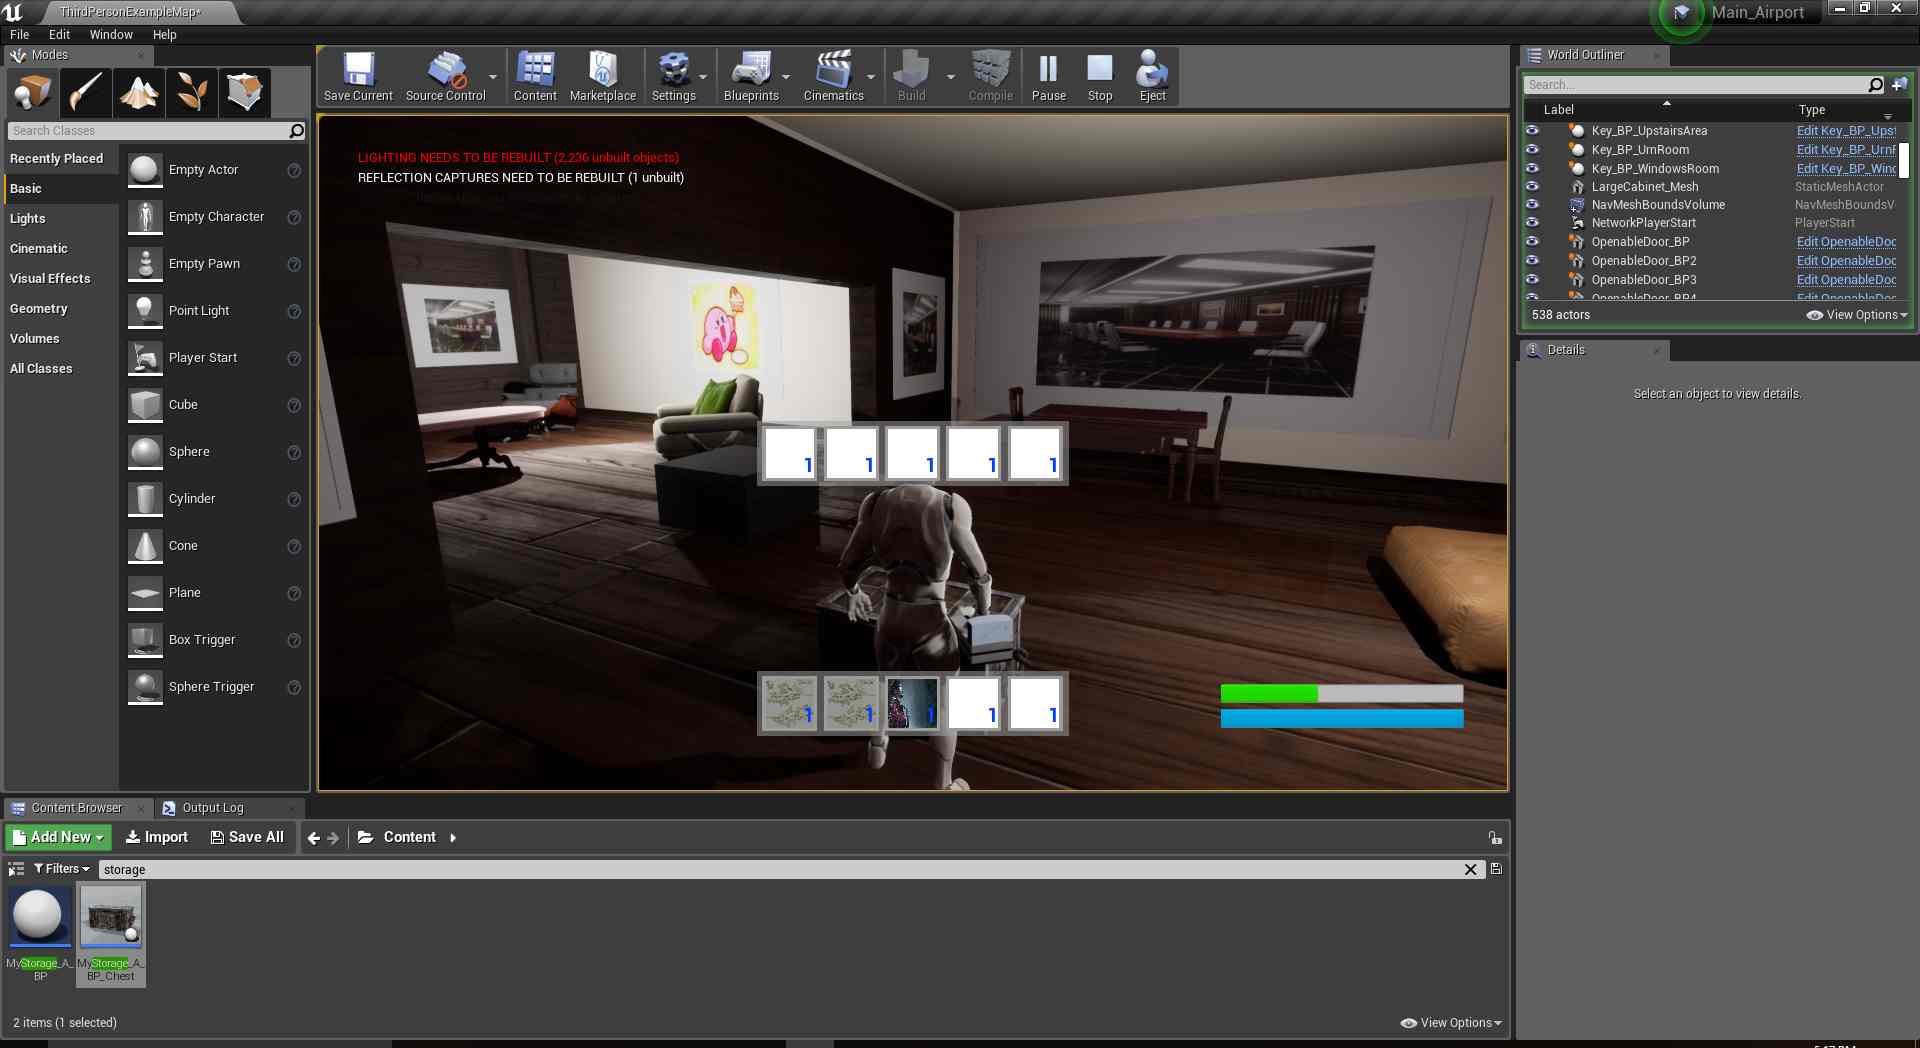 ThirdPersonExampleMap*
Main_Airport
File Edit Window Help
Modes
World Outliner
Save Current Source Control Content Marketplace Settings Blueprints Cinematics Build Compile Pause Stop Eject
Search...
Label Type
Search Classes
Recently Placed
Basic
Lights
Cinematic
Visual Effects
Geometry
Volumes
All Classes
Empty Actor
Empty Character
Empty Pawn
Point Light
Player Start
Cube
Sphere
Cylinder
Cone
Plane
Box Trigger
Sphere Trigger
LIGHTING NEEDS TO BE REBUILT (2,236 unbuilt objects)
REFLECTION CAPTURES NEED TO BE REBUILT (1 unbuilt)
1 1 1 1 1
1 1 1 1 1
Key_BP_UpstairsArea Edit Key_BP_Upst
Key_BP_UrnRoom Edit Key_BP_UrnF
Key_BP_WindowsRoom Edit Key_BP_Winc
LargeCabinet_Mesh StaticMeshActor
NavMeshBoundsVolume NavMeshBoundsV
NetworkPlayerStart PlayerStart
OpenableDoor_BP Edit OpenableDoc
OpenableDoor_BP2 Edit OpenableDoc
OpenableDoor_BP3 Edit OpenableDoc
OpenableDoor_BP4 Edit OpenableDoc
538 actors View Options
Details
Select an object to view details.
Content Browser Output Log
Add New Import Save All Content
Filters storage
MyStorage_A_
BP
MyStorage_A_
BP_Chest
2 items (1 selected) View Options